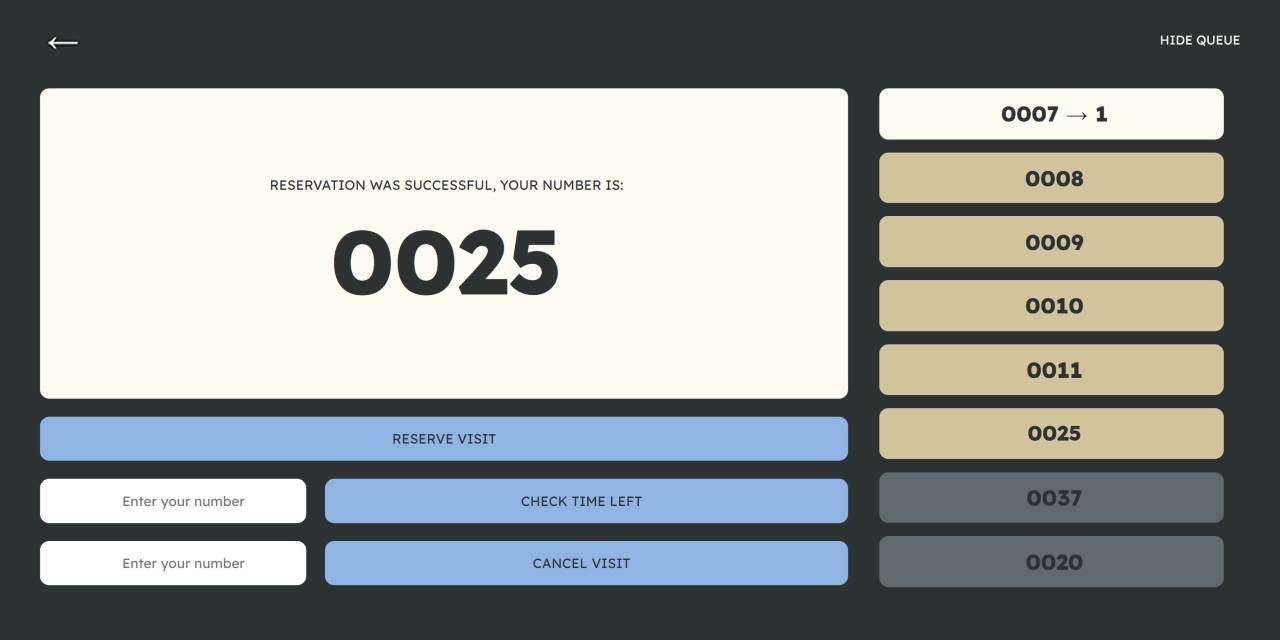 ←
HIDE QUEUE
RESERVATION WAS SUCCESSFUL, YOUR NUMBER IS:
0025
RESERVE VISIT
Enter your number
CHECK TIME LEFT
Enter your number
CANCEL VISIT
0007 → 1
0008
0009
0010
0011
0025
0037
0020